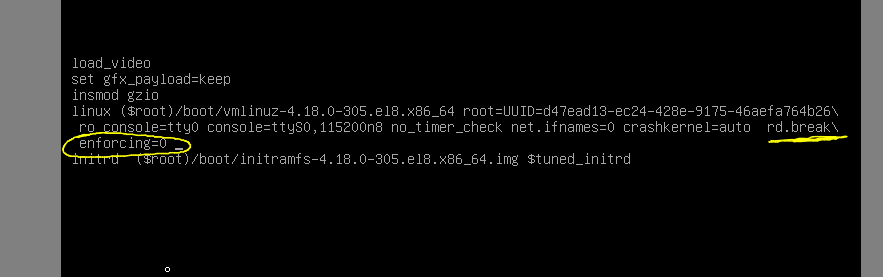 load_video
set gfx_payload=keep
insmod gzio
linux ($root)/boot/vmlinuz-4.18.0-305.el8.x86_64 root=UUID=d47ead13-ec24-428e-9175-46aefa764b26\
ro console=tty0 console=ttyS0,115200n8 no_timer_check net.ifnames=0 crashkernel=auto  rd.break\
enforcing=0 _
initrd  ($root)/boot/initramfs-4.18.0-305.el8.x86_64.img $tuned_initrd